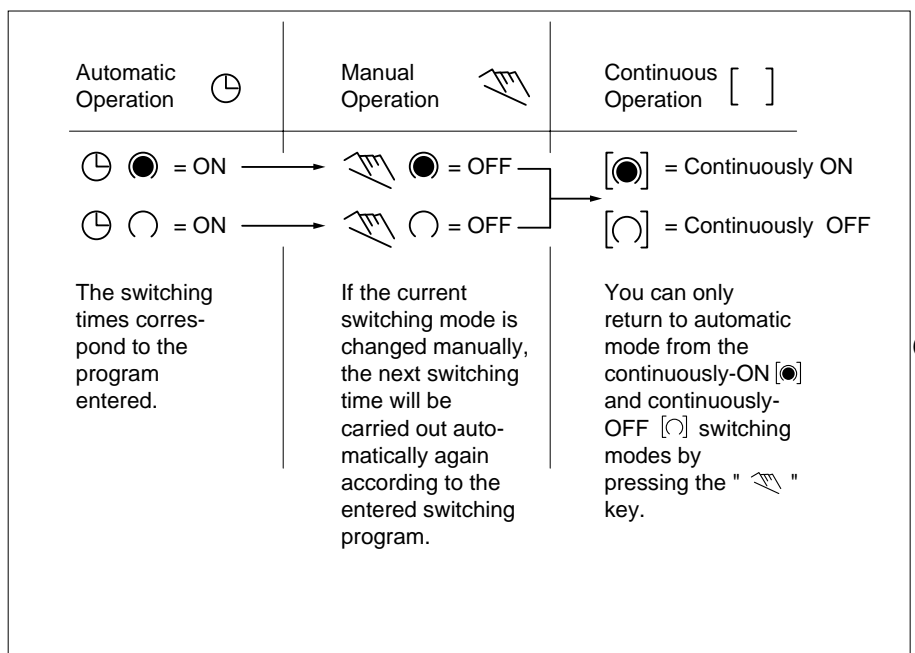 Automatic
Operation
Manual
Operation
Continuous
Operation [ ]
= ON
= OFF
[ ] = Continuously ON
= ON
= OFF
[ ] = Continuously OFF
The switching
times corres-
pond to the
program
entered.
If the current
switching mode is
changed manually,
the next switching
time will be
carried out auto-
matically again
according to the
entered switching
program.
You can only
return to automatic
mode from the
continuously-ON [ ]
and continuously-
OFF [ ] switching
modes by
pressing the " "
key.